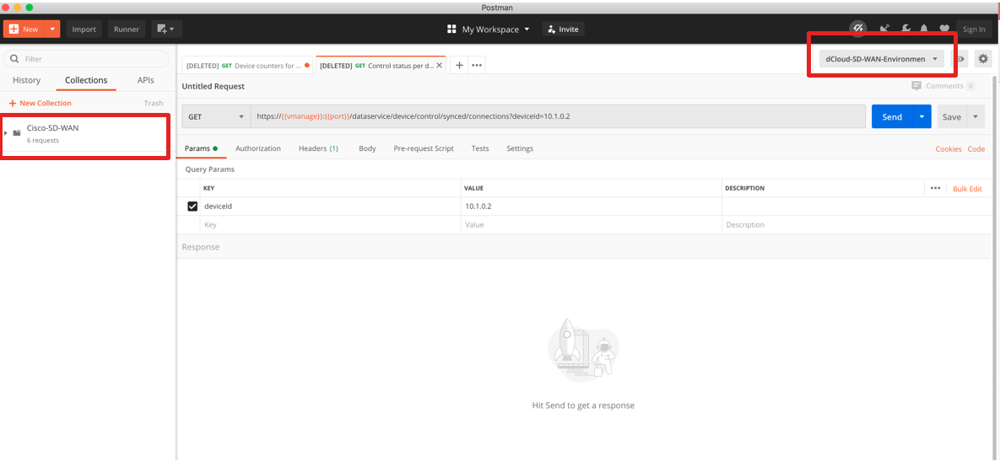 Postman
New Import Runner My Workspace Invite Sign In
Filter
History Collections APIs
New Collection Trash
Cisco-SD-WAN
6 requests
[DELETED] GET Device counters for ... [DELETED] GET Control status per d... dCloud-SD-WAN-Environmen
Untitled Request Comments 0
GET https://{{vmanage}}:{{port}}/dataservice/device/control/synced/connections?deviceId=10.1.0.2 Send Save
Params Authorization Headers (1) Body Pre-request Script Tests Settings Cookies Code
Query Params
KEY VALUE DESCRIPTION Bulk Edit
deviceId 10.1.0.2
Key Value Description
Response
Hit Send to get a response